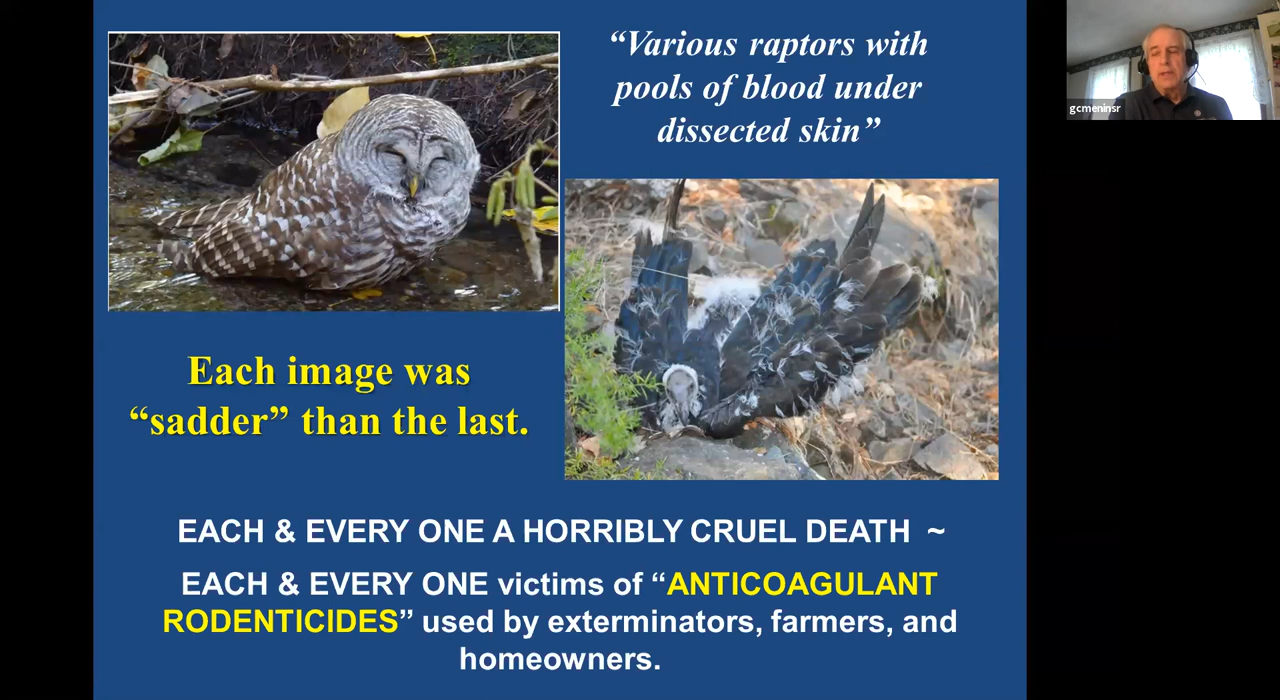 “Various raptors with
pools of blood under
dissected skin”
gcmeninsr
Each image was
“sadder” than the last.
EACH & EVERY ONE A HORRIBLY CRUEL DEATH ~
EACH & EVERY ONE victims of “ANTICOAGULANT
RODENTICIDES” used by exterminators, farmers, and
homeowners.